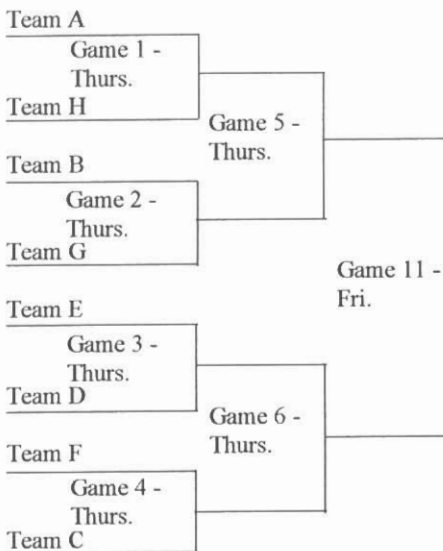 Team A
Game 1 -
Thurs.
Team H
Game 5 -
Thurs.
Team B
Game 2 -
Thurs.
Team G
Game 11 -
Fri.
Team E
Game 3 -
Thurs.
Team D
Game 6 -
Thurs.
Team F
Game 4 -
Thurs.
Team C